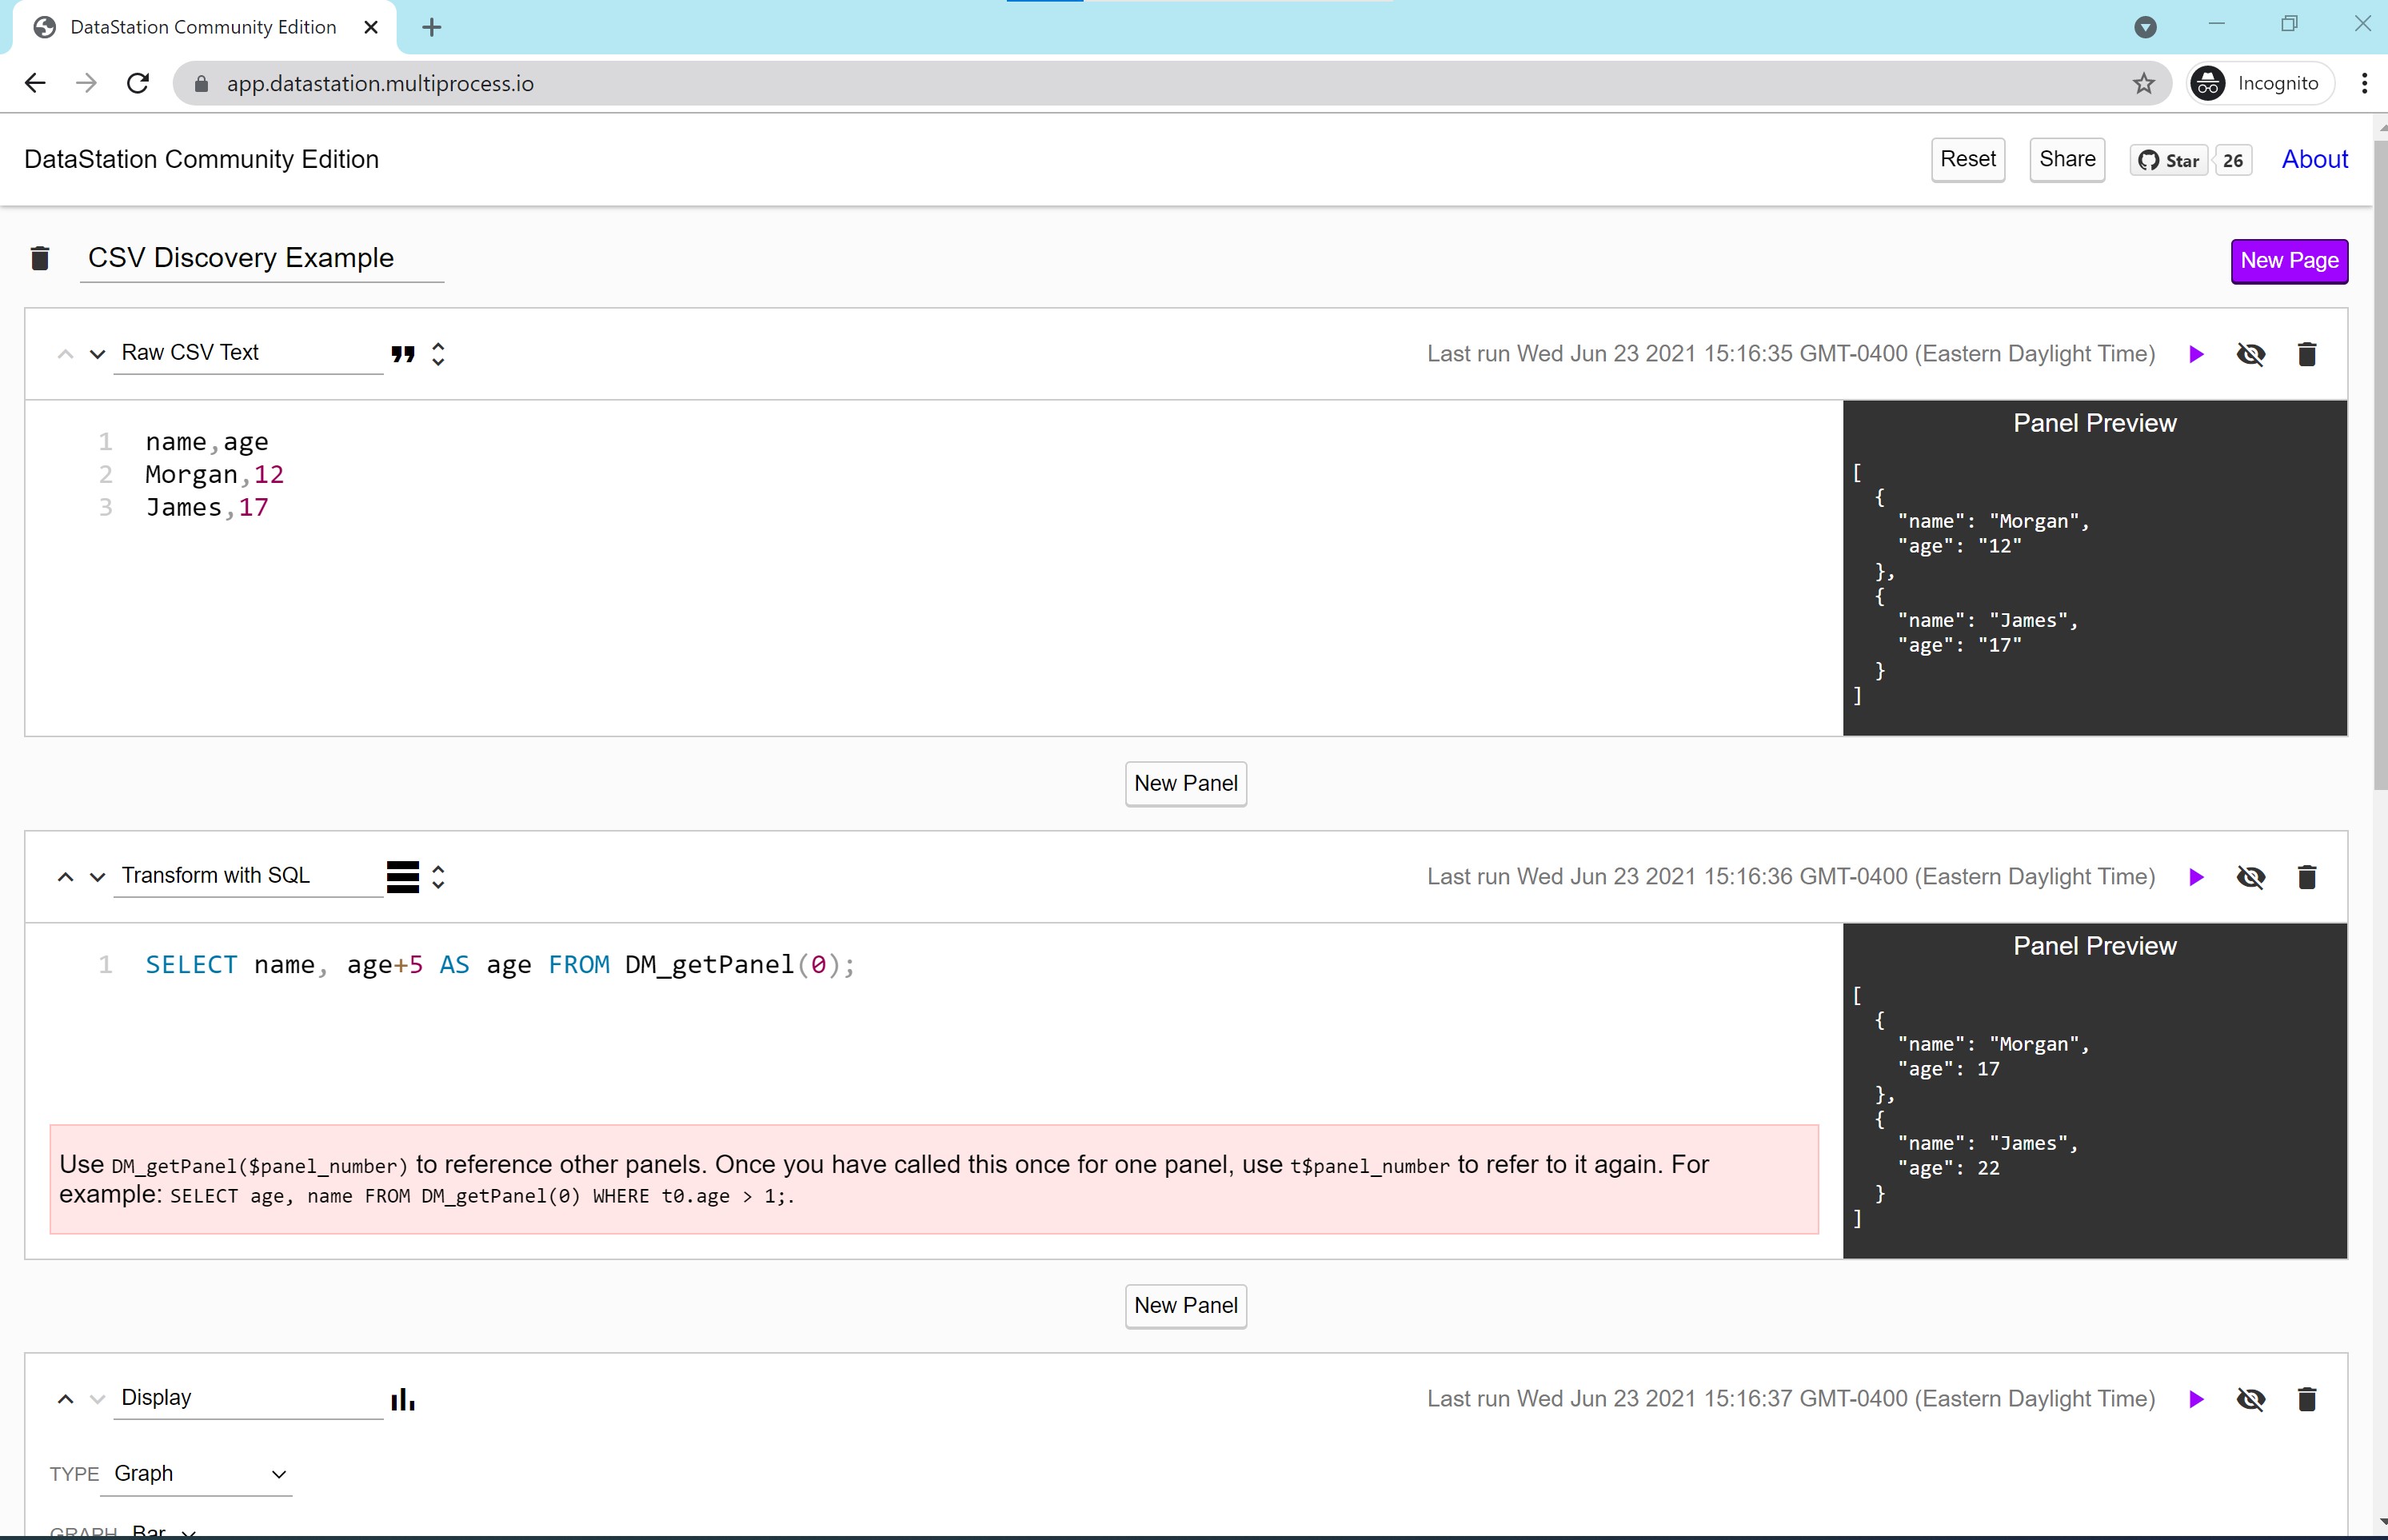 DataStation Community Edition
app.datastation.multiprocess.io
Incognito
DataStation Community Edition
Reset
Share
Star
26
About
CSV Discovery Example
New Page
Raw CSV Text
Last run Wed Jun 23 2021 15:16:35 GMT-0400 (Eastern Daylight Time)
1 name,age
2 Morgan,12
3 James,17
Panel Preview
[
{
"name": "Morgan",
"age": "12"
},
{
"name": "James",
"age": "17"
}
]
New Panel
Transform with SQL
Last run Wed Jun 23 2021 15:16:36 GMT-0400 (Eastern Daylight Time)
1 SELECT name, age+5 AS age FROM DM_getPanel(0);
Use DM_getPanel($panel_number) to reference other panels. Once you have called this once for one panel, use t$panel_number to refer to it again. For
example: SELECT age, name FROM DM_getPanel(0) WHERE t0.age > 1;.
Panel Preview
[
{
"name": "Morgan",
"age": 17
},
{
"name": "James",
"age": 22
}
]
New Panel
Display
Last run Wed Jun 23 2021 15:16:37 GMT-0400 (Eastern Daylight Time)
TYPE Graph
GRAPH Bar